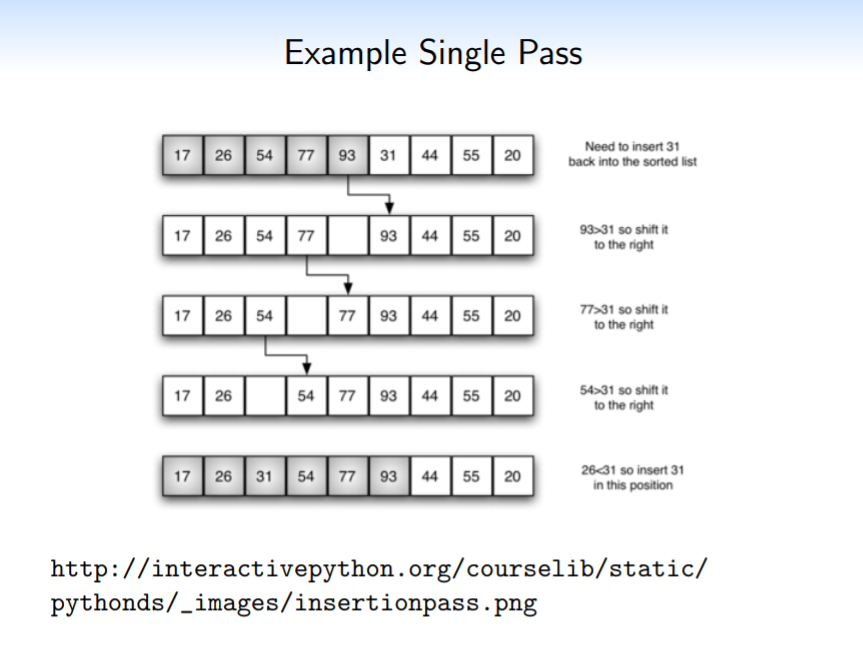 Example Single Pass
17 26 54 77 93 31 44 55 20
Need to insert 31
back into the sorted list
17 26 54 77 93 44 55 20
93>31 so shift it
to the right
17 26 54 77 93 44 55 20
77>31 so shift it
to the right
17 26 54 77 93 44 55 20
54>31 so shift it
to the right
17 26 31 54 77 93 44 55 20
26<31 so insert 31
in this position
http://interactivepython.org/courselib/static/
pythonds/_images/insertionpass.png